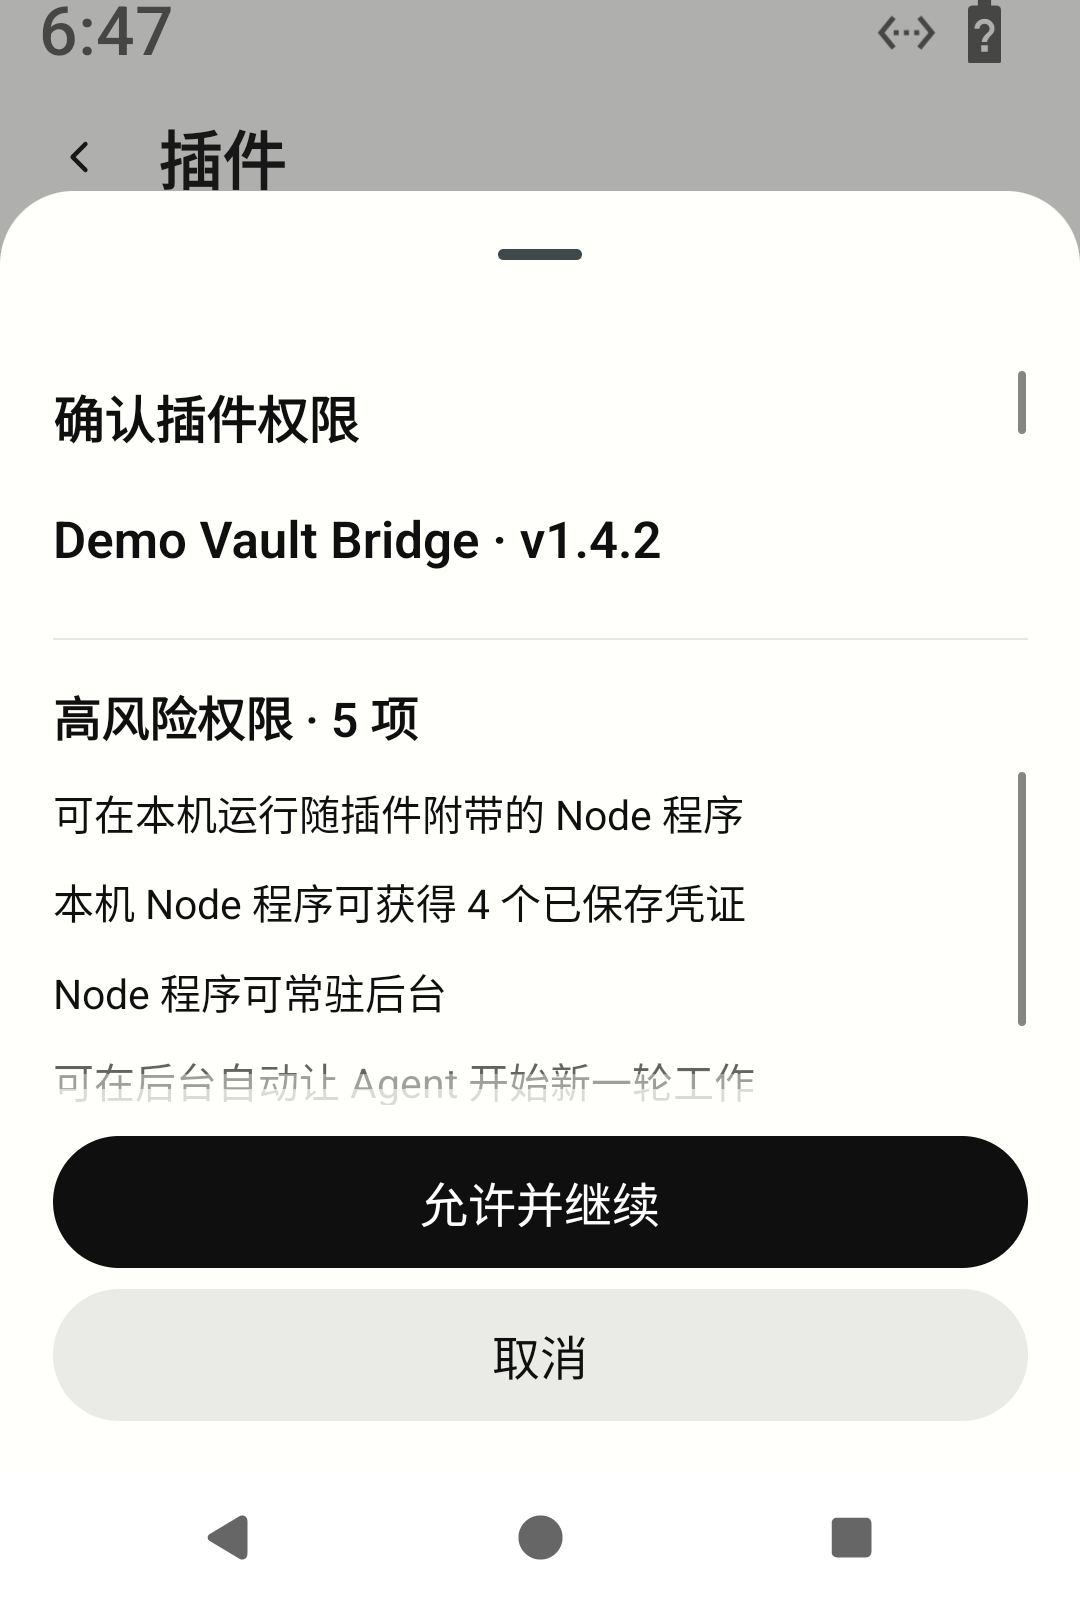 6:47
插件
确认插件权限
Demo Vault Bridge · v1.4.2
高风险权限 · 5 项
可在本机运行随插件附带的 Node 程序
本机 Node 程序可获得 4 个已保存凭证
Node 程序可常驻后台
可在后台自动让 Agent 开始新一轮工作
允许并继续
取消